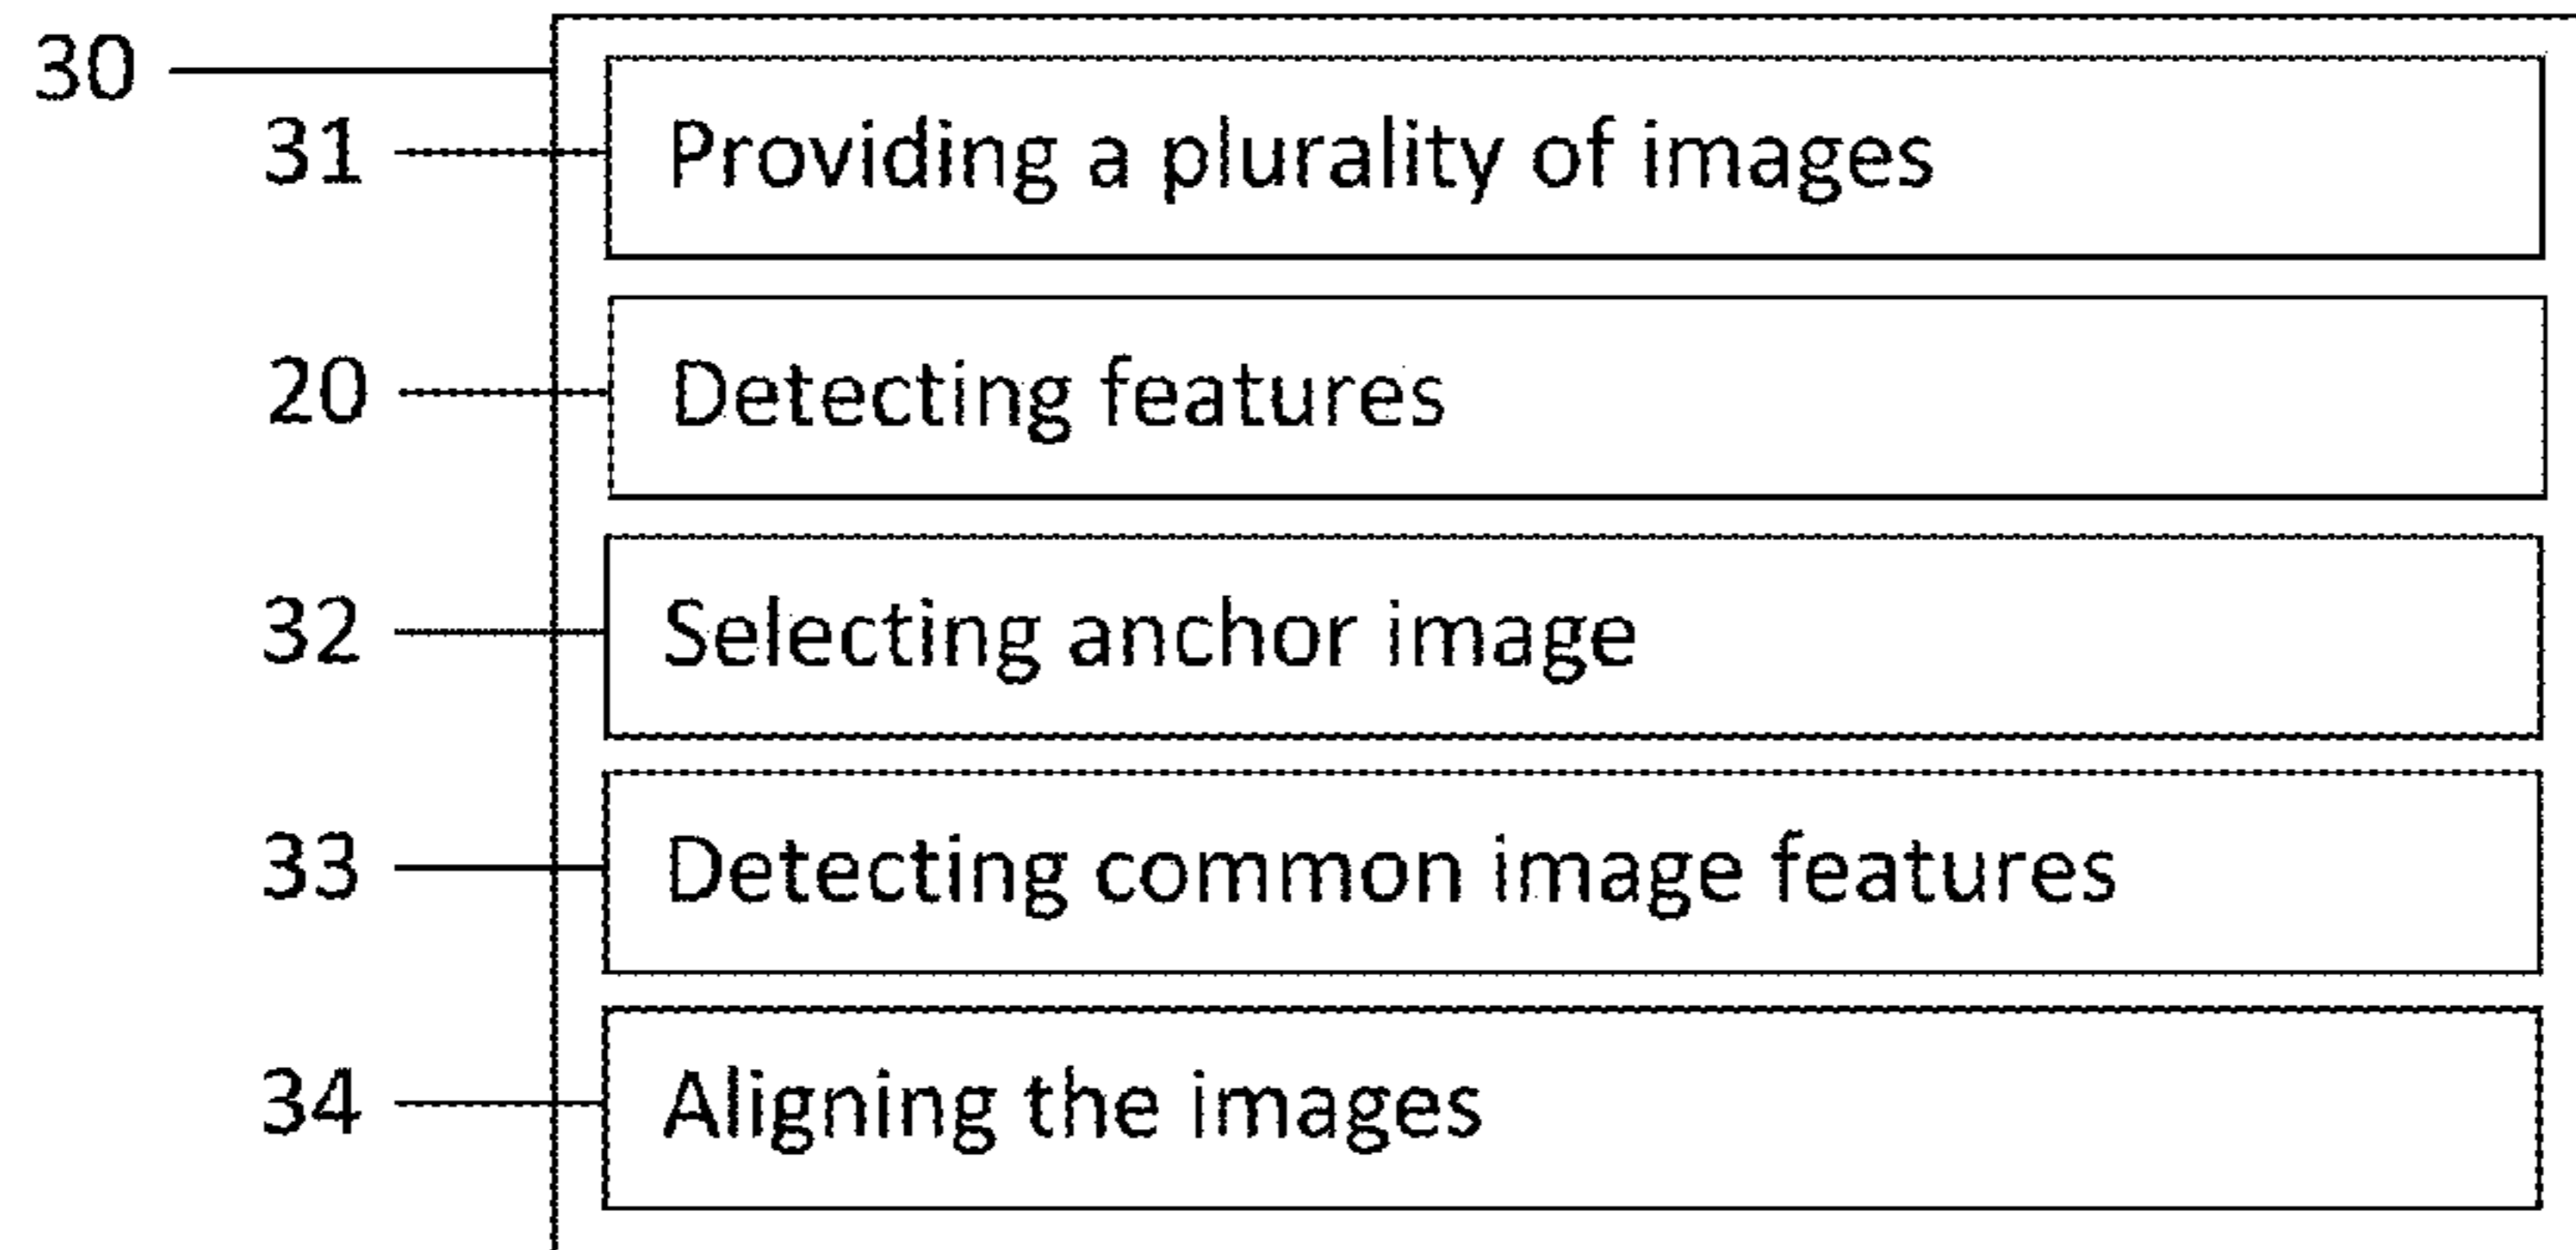 30
31 Providing a plurality of images
20 Detecting features
32 Selecting anchor image
33 Detecting common image features
34 Aligning the images